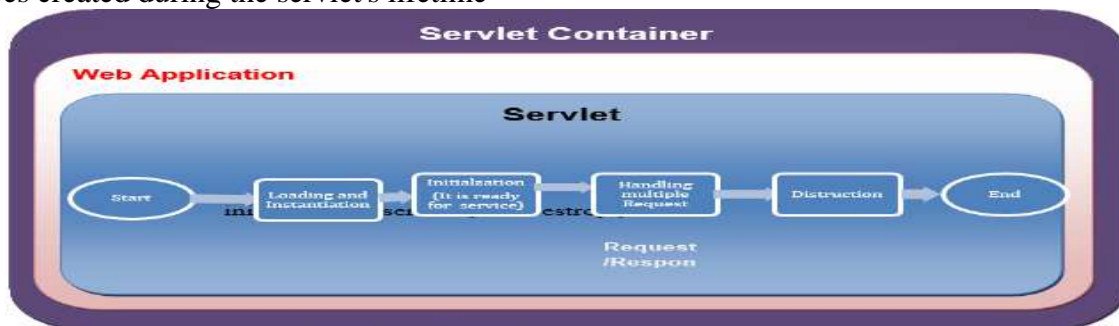 es created during the servlet's lifetime
Servlet Container
Web Application
Servlet
Start
Loading and
Instantiation
Initialzation
(It is ready
for service)
Handling
multiple
Request
Distruction
End
Request
/Respon